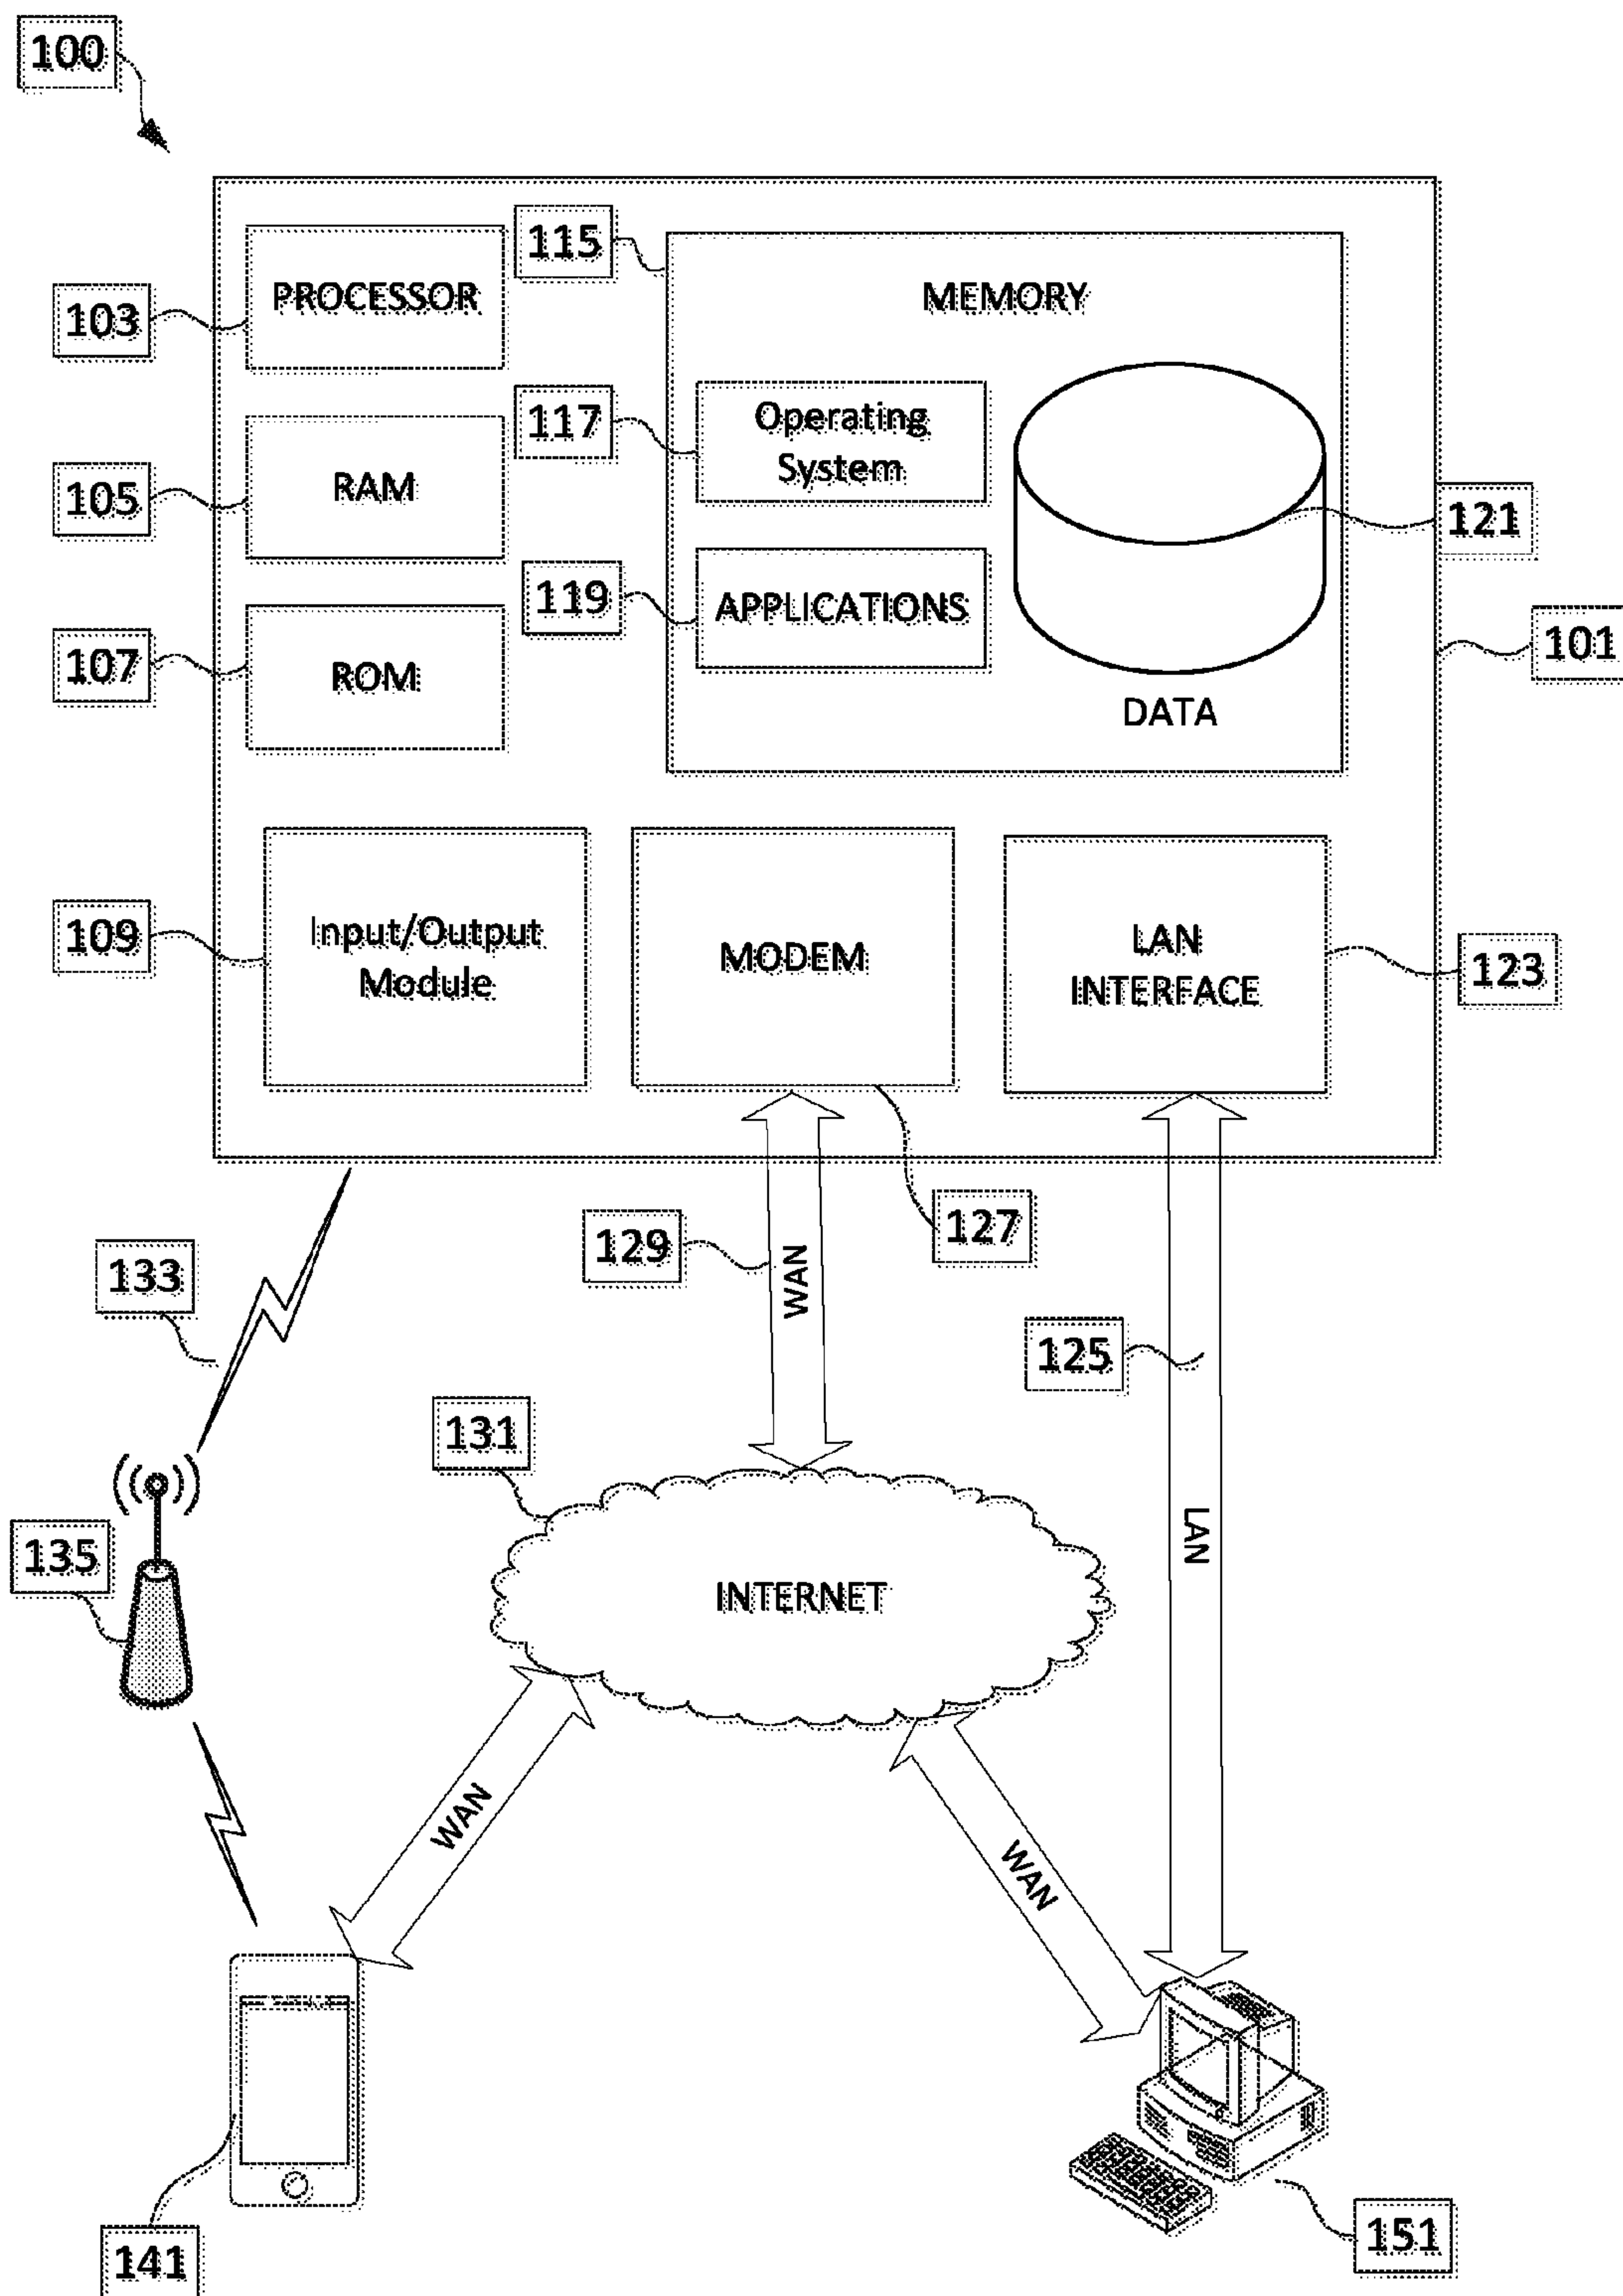 100
PROCESSOR
115
MEMORY
103
117
Operating
System
RAM
105
121
119
APPLICATIONS
101
107
ROM
DATA
109
Input/Output
Module
MODEM
LAN
INTERFACE
123
127
129
WAN
133
125
131
LAN
135
INTERNET
WAN
WAN
141
151